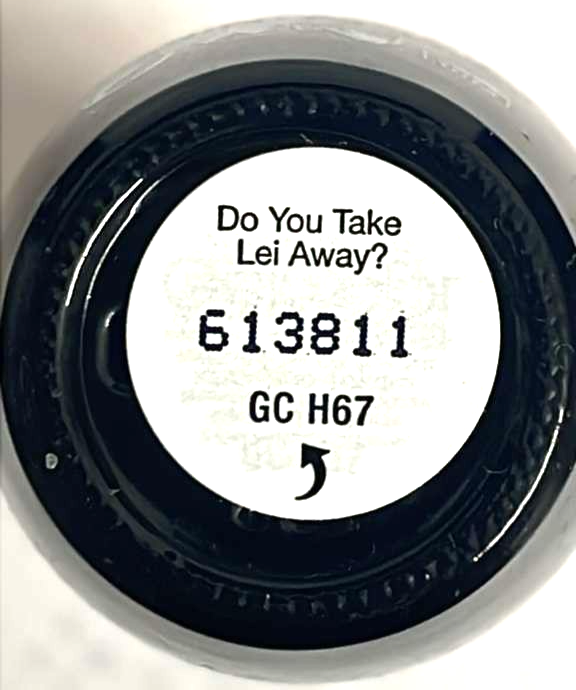 Do You Take
Lei Away?
613811
GC H67